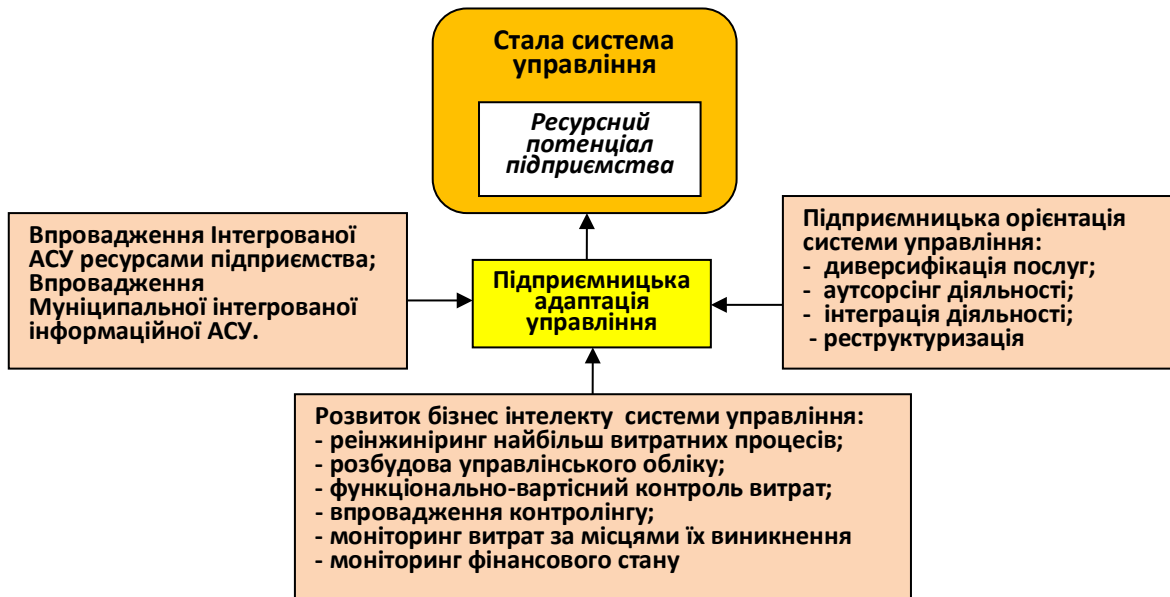 Стала система
управління
Ресурсний
потенціал
підприємства
Впровадження Інтегрованої
АСУ ресурсами підприємства;
Впровадження
Муніципальної інтегрованої
інформаційної АСУ.
Підприємницька
адаптація
управління
Підприємницька орієнтація
системи управління:
- диверсифікація послуг;
- аутсорсінг діяльності;
- інтеграція діяльності;
- реструктуризація
Розвиток бізнес інтелекту системи управління:
- реінжиніринг найбільш витратних процесів;
- розбудова управлінського обліку;
- функціонально-вартісний контроль витрат;
- впровадження контролінгу;
- моніторинг витрат за місцями їх виникнення
- моніторинг фінансового стану